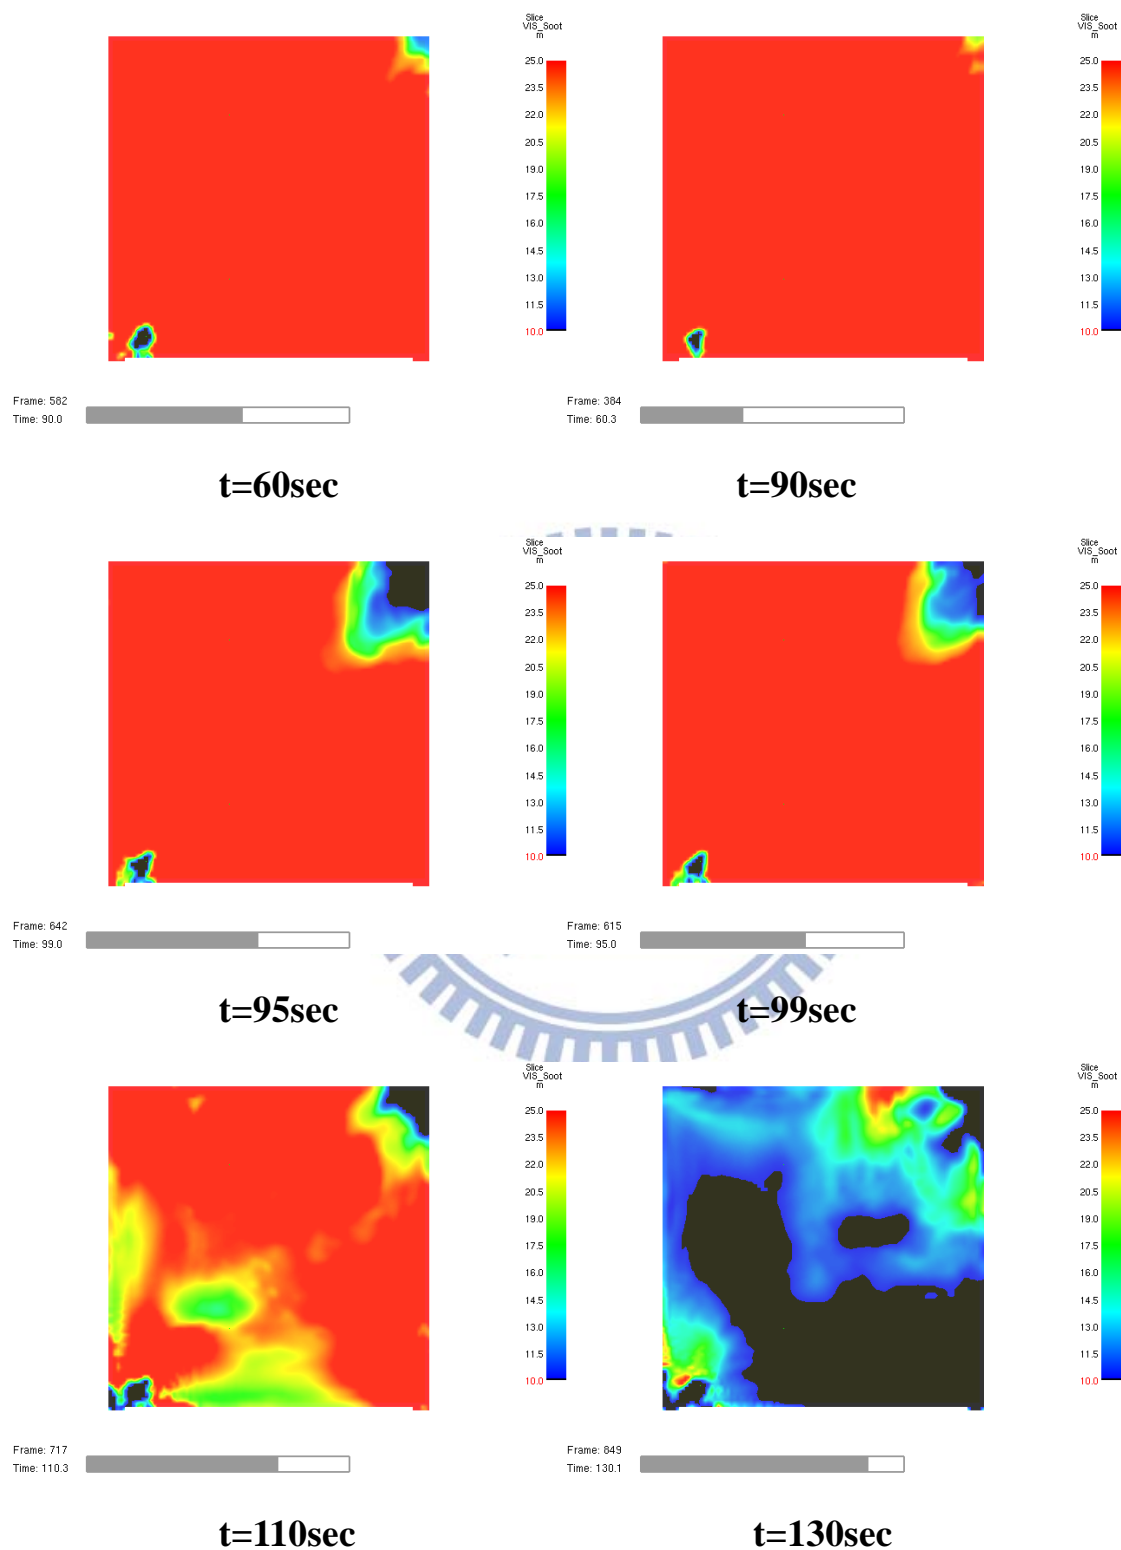 Slice
VIS_Soot
m
25.0
23.5
22.0
20.5
19.0
17.5
16.0
14.5
13.0
11.5
10.0
Frame: 582
Time: 90.0
t=60sec
Slice
VIS_Soot
m
25.0
23.5
22.0
20.5
19.0
17.5
16.0
14.5
13.0
11.5
10.0
Frame: 384
Time: 60.3
t=90sec
Slice
VIS_Soot
m
25.0
23.5
22.0
20.5
19.0
17.5
16.0
14.5
13.0
11.5
10.0
Frame: 642
Time: 99.0
t=95sec
Slice
VIS_Soot
m
25.0
23.5
22.0
20.5
19.0
17.5
16.0
14.5
13.0
11.5
10.0
Frame: 615
Time: 95.0
t=99sec
Slice
VIS_Soot
m
25.0
23.5
22.0
20.5
19.0
17.5
16.0
14.5
13.0
11.5
10.0
Frame: 717
Time: 110.3
t=110sec
Slice
VIS_Soot
m
25.0
23.5
22.0
20.5
19.0
17.5
16.0
14.5
13.0
11.5
10.0
Frame: 849
Time: 130.1
t=130sec